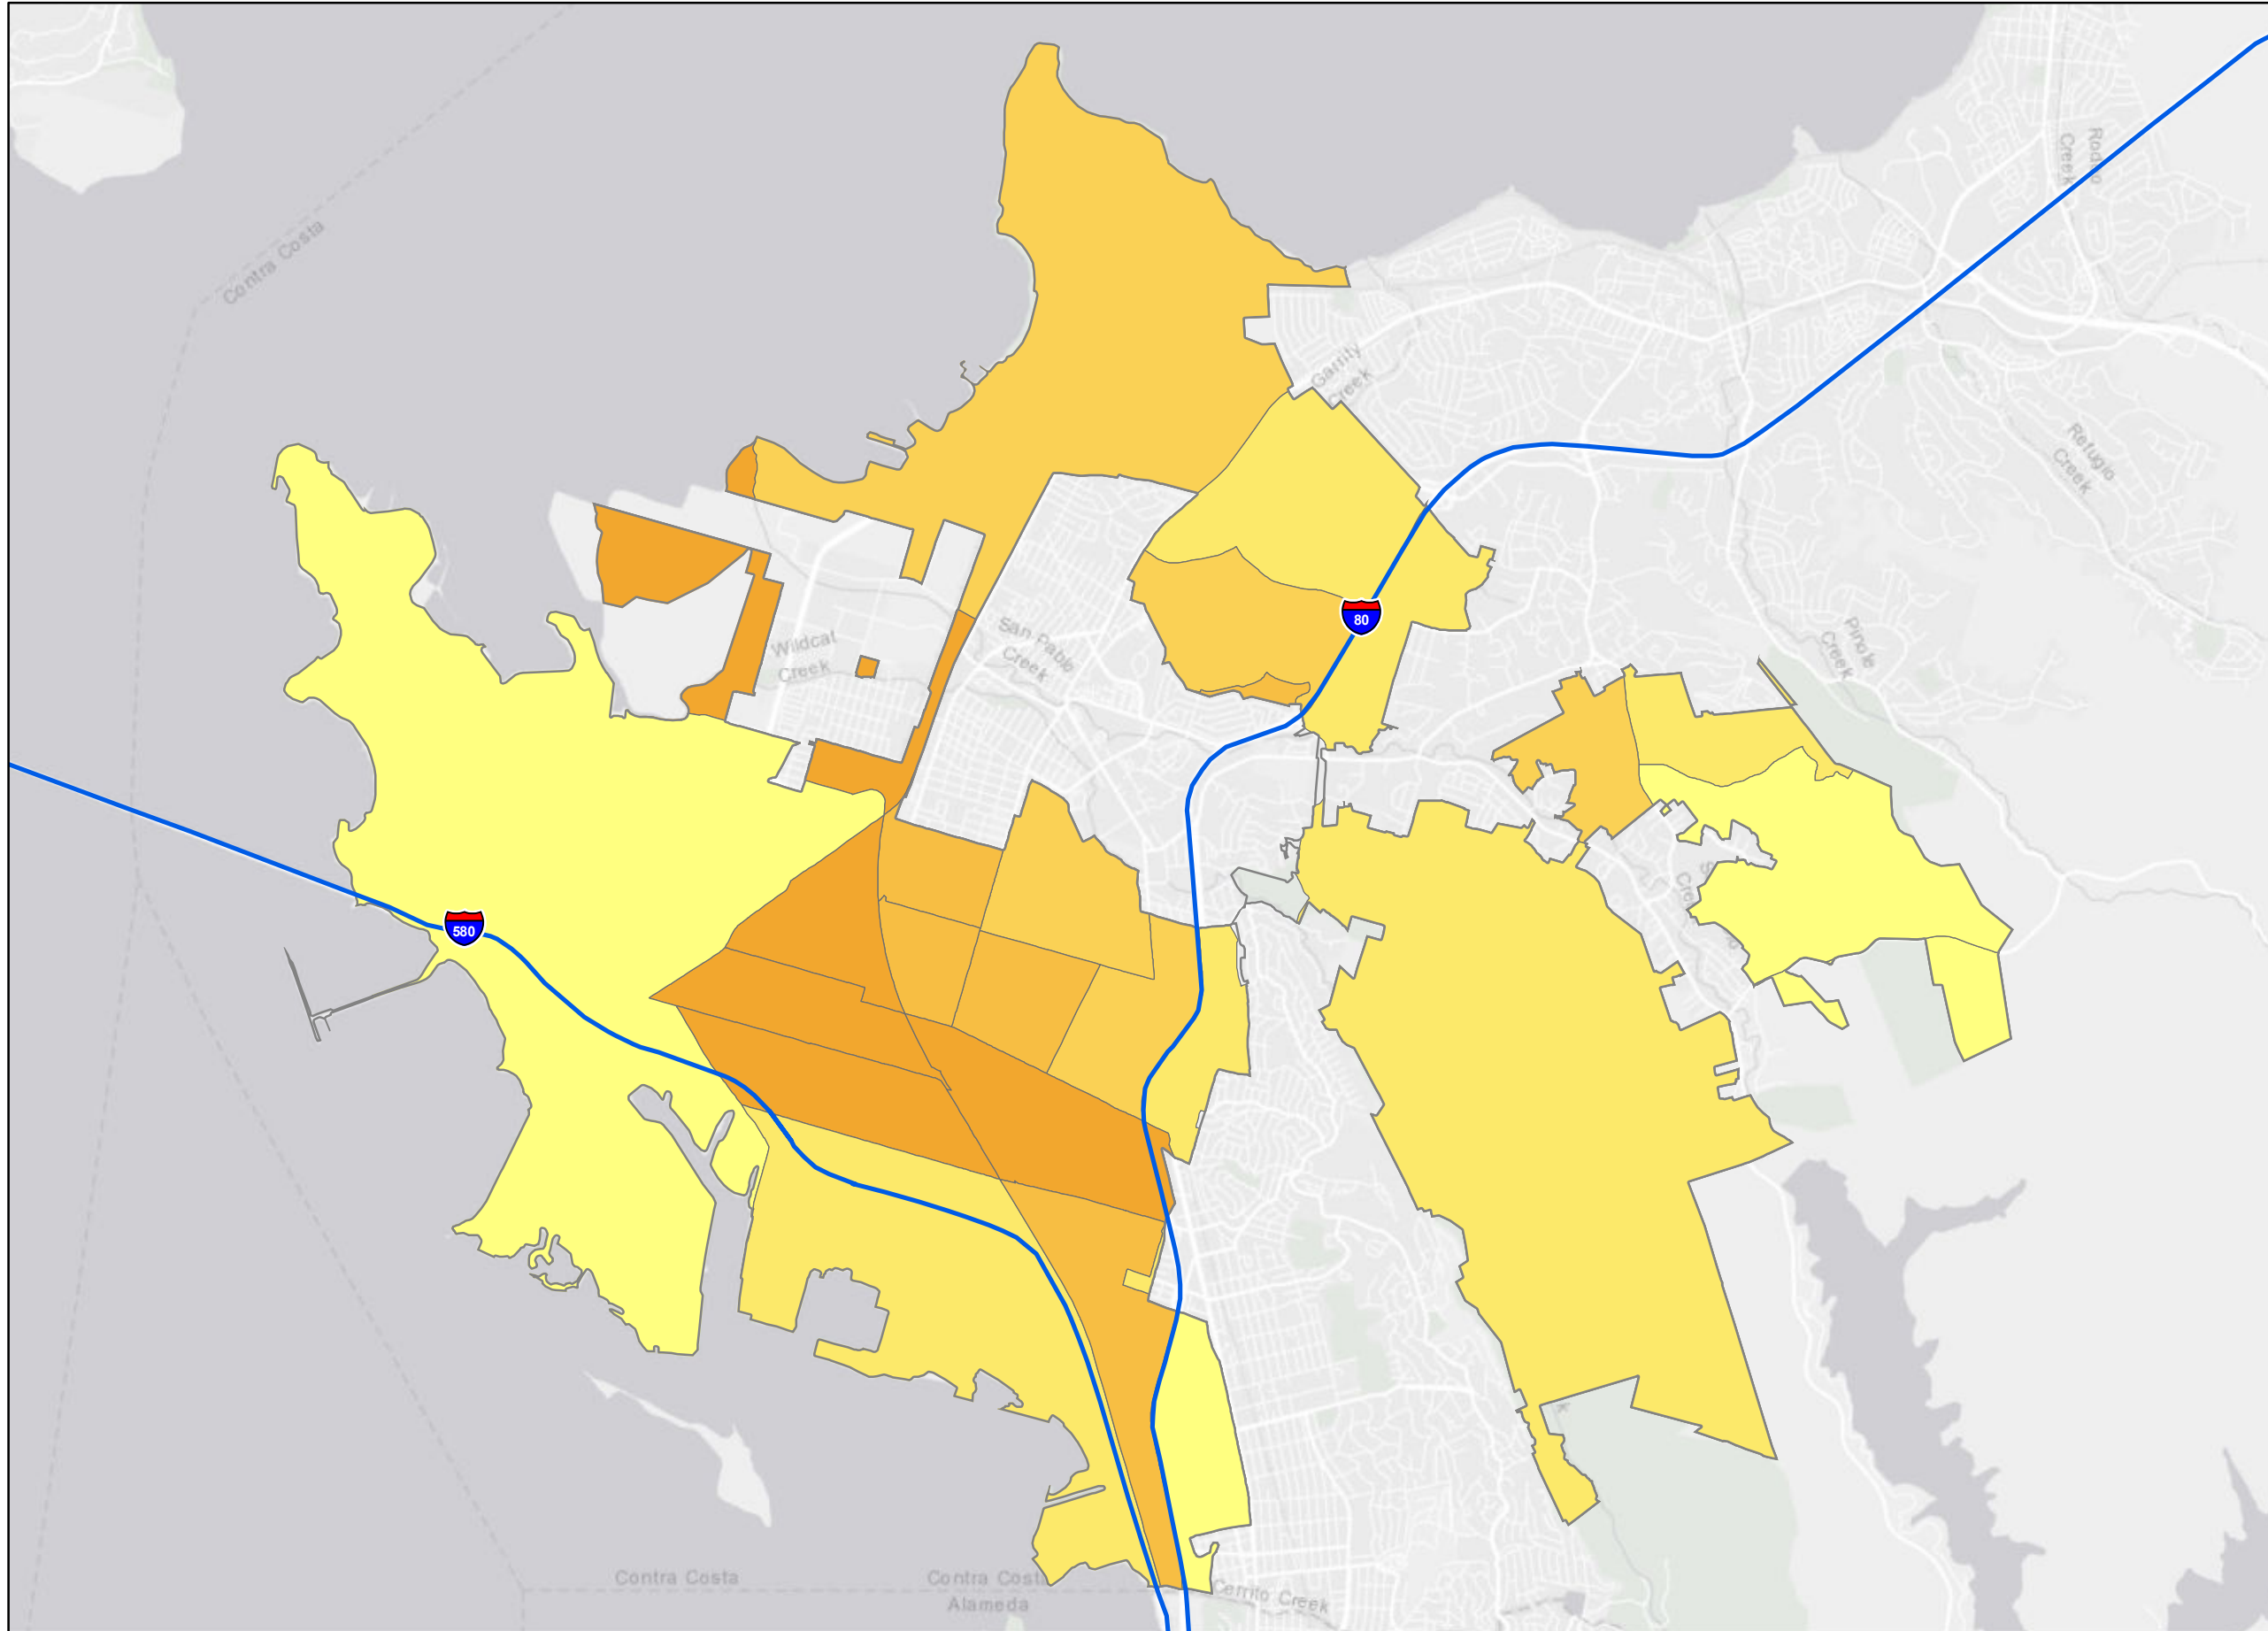 Contra Costa
Rodeo
Creek
Garrity
Creek
Refugio
Creek
80
Wildcat
Creek
San Pablo
Creek
Pinole
Creek
580
Contra Costa
Contra Costa
Alameda
Cerrito Creek